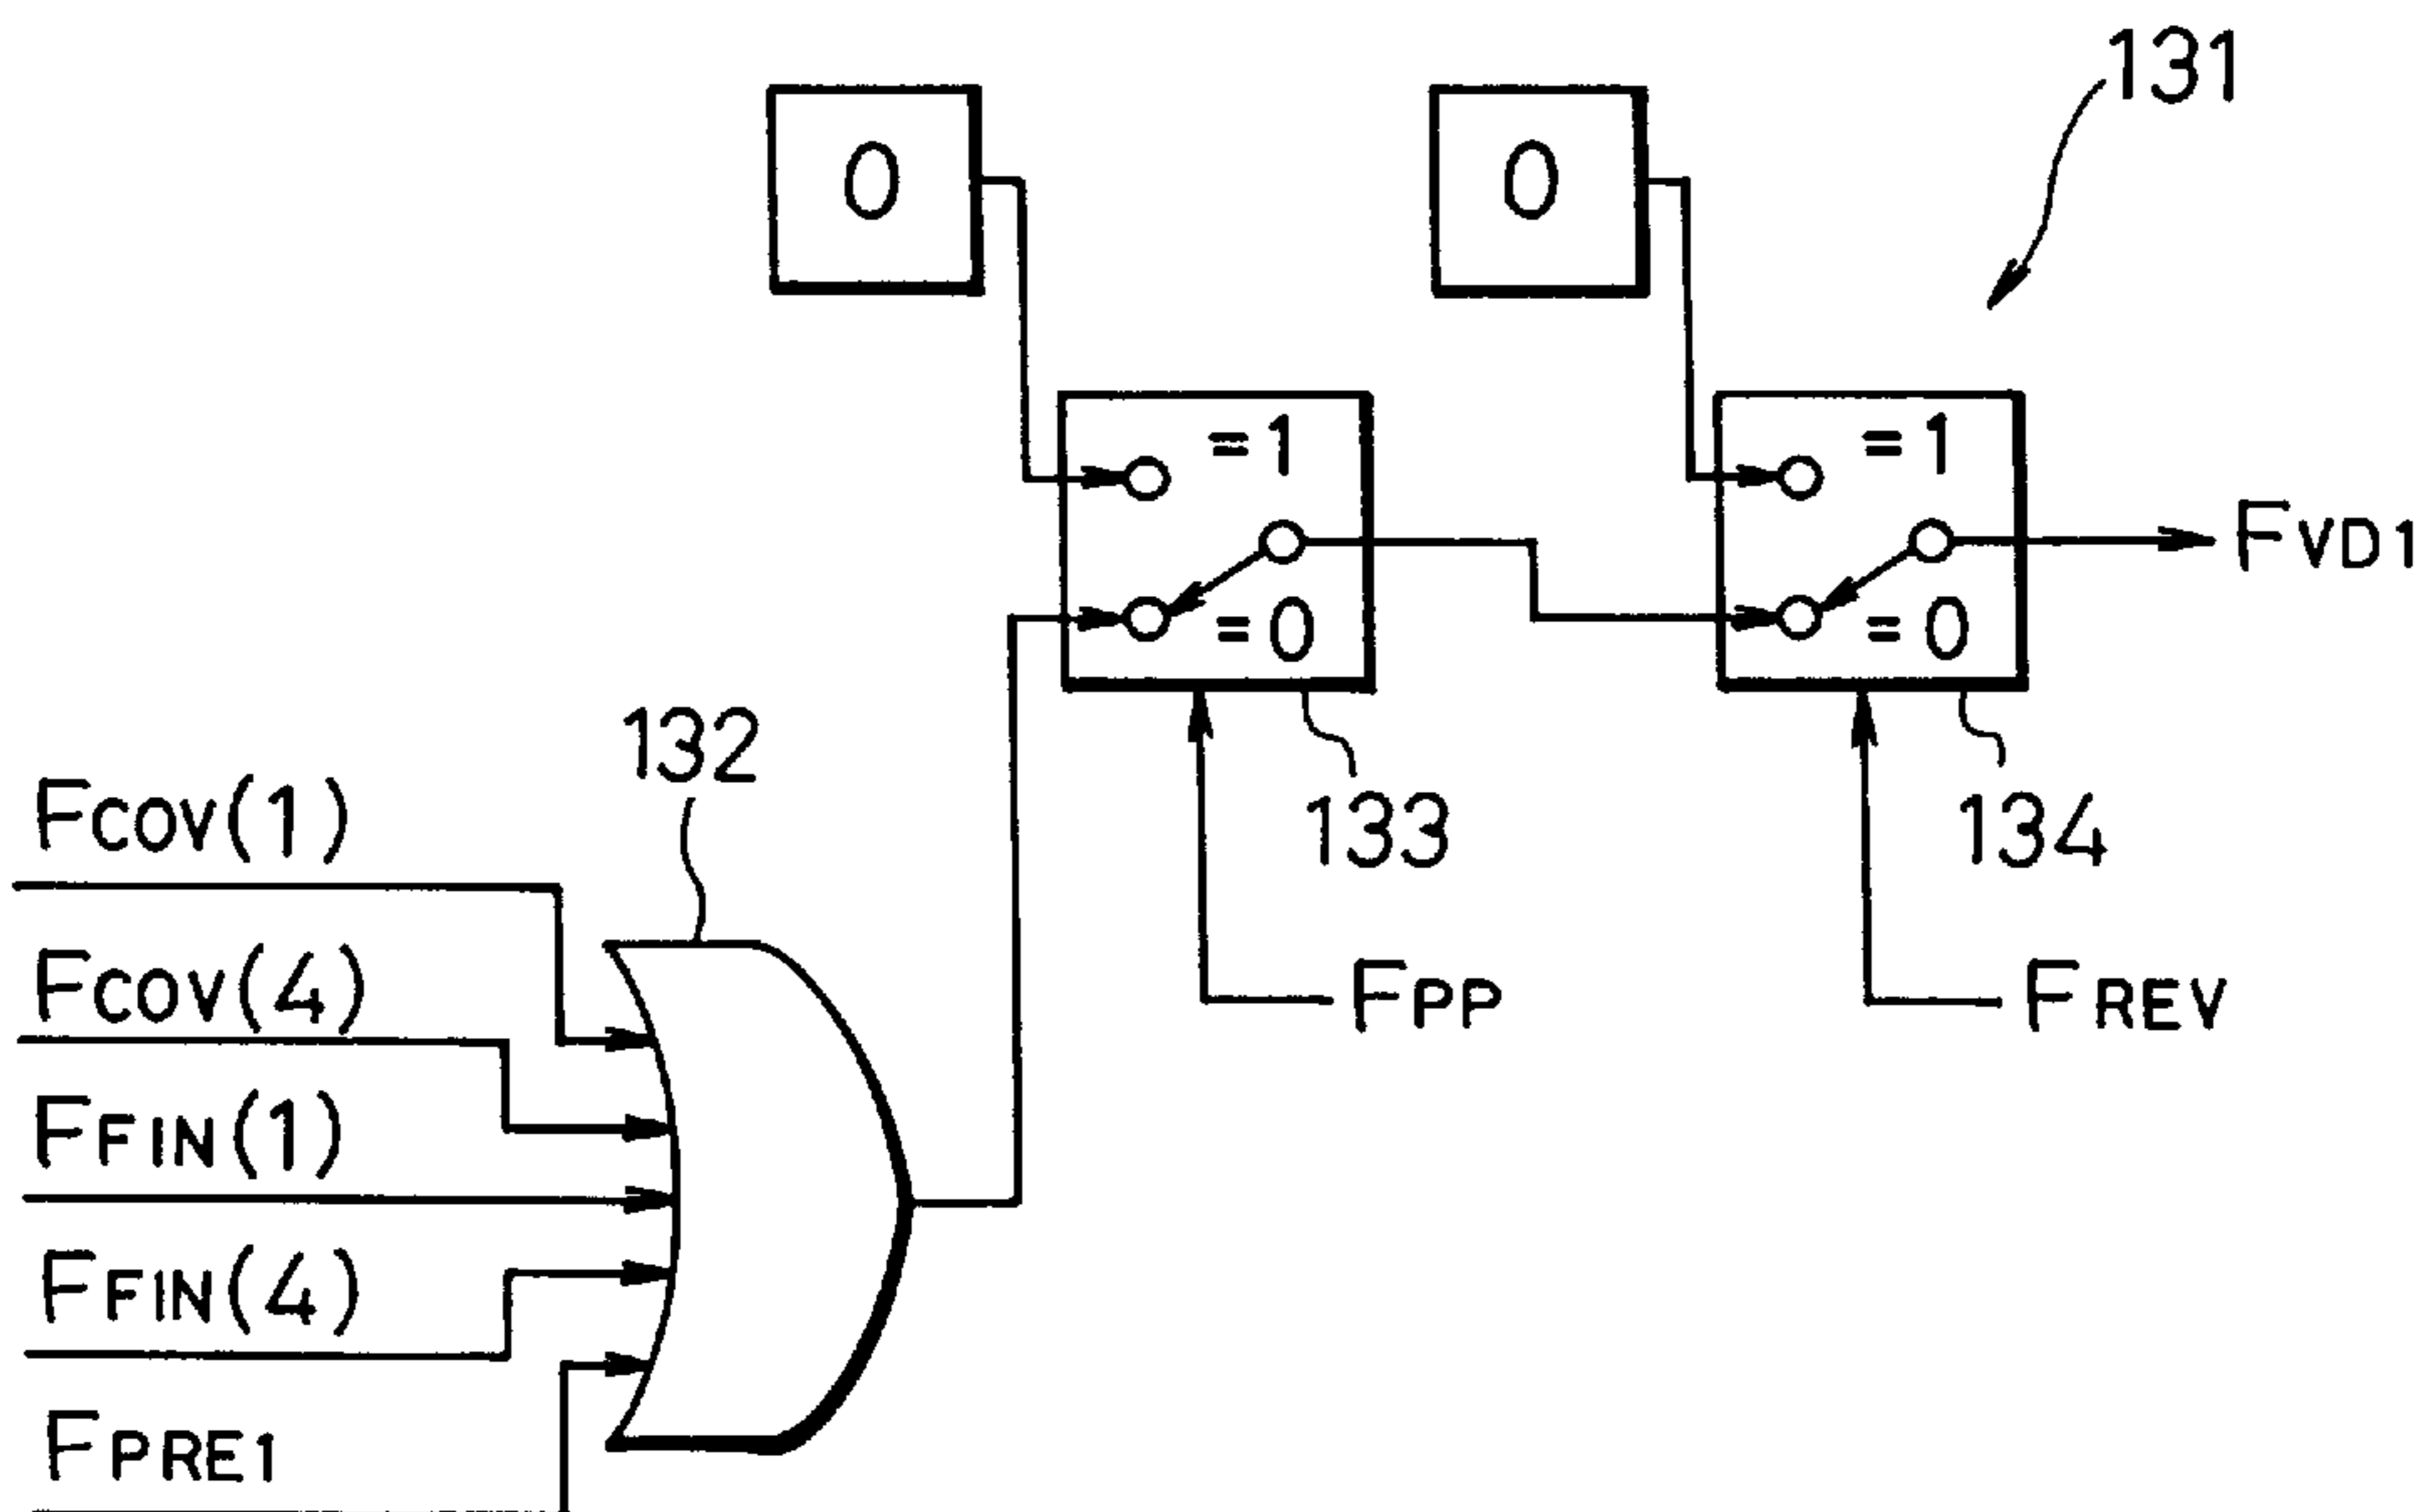 131
0
0
=1
=0
=1
=0
FVD1
132
133
134
FCOV(1)
FCOV(4)
FPP
FREV
FFIN(1)
FFIN(4)
FPRE1